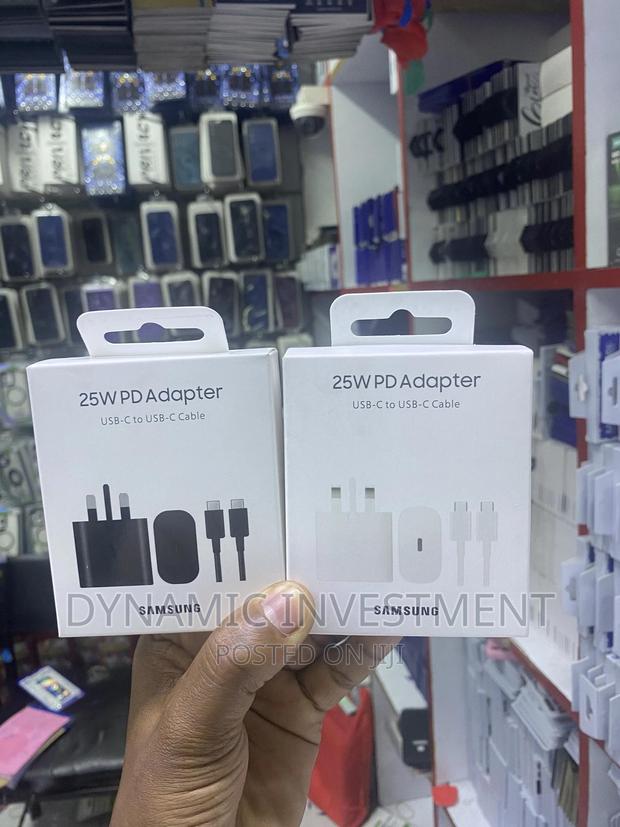 25W PD Adapter
USB-C to USB-C Cable
SAMSUNG
25W PD Adapter
USB-C to USB-C Cable
SAMSUNG
DYNAMIC INVESTMENT
POSTED ON JIJI